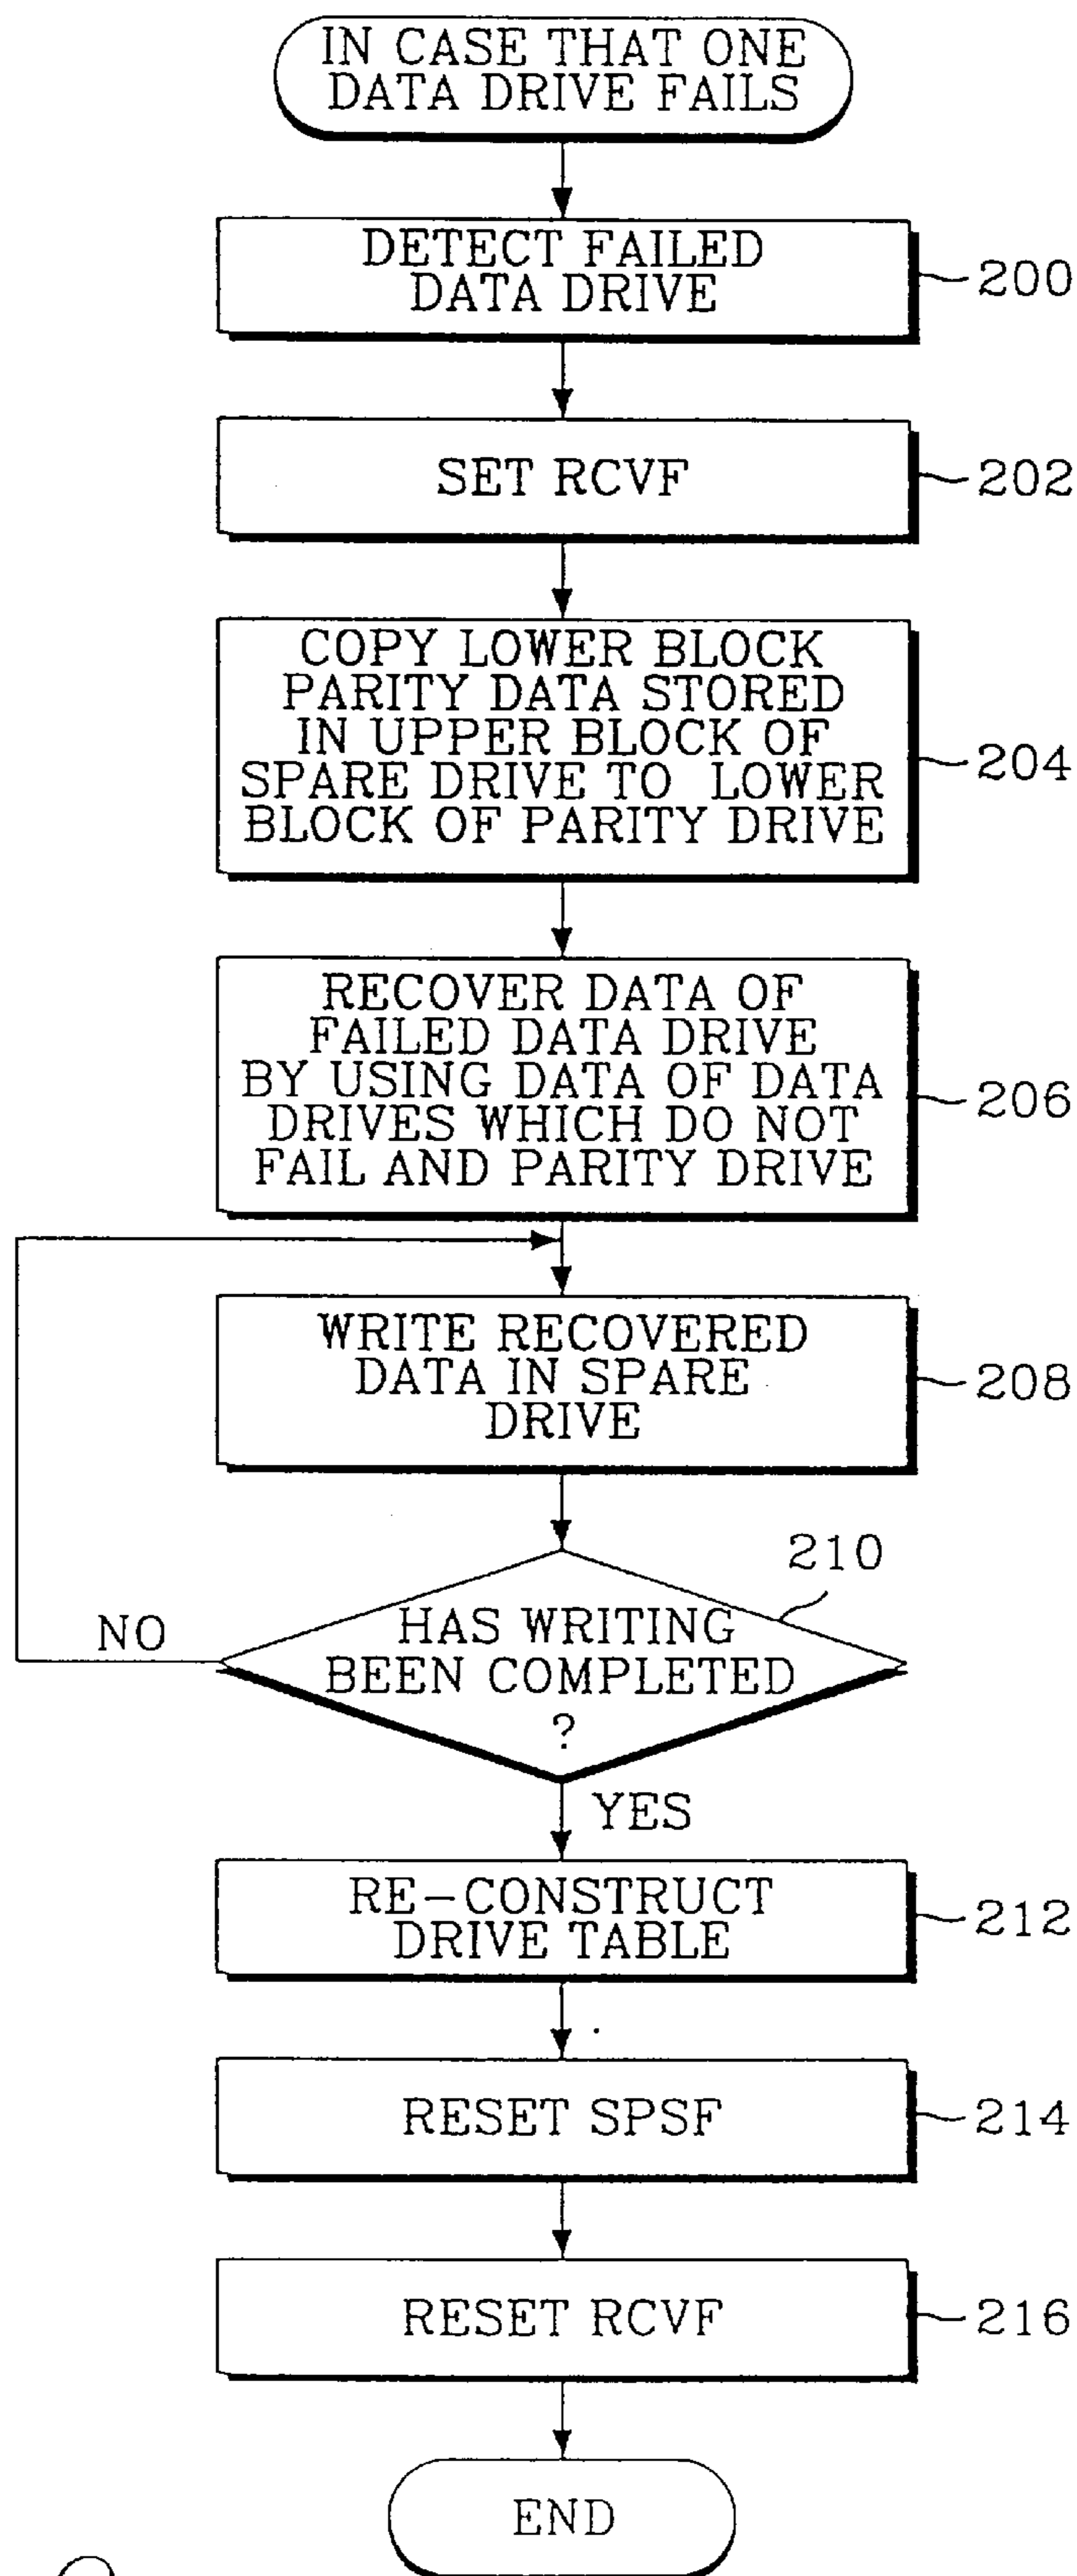 IN CASE THAT ONE
DATA DRIVE FAILS
DETECT FAILED
DATA DRIVE
200
SET RCVF
202
COPY LOWER BLOCK
PARITY DATA STORED
IN UPPER BLOCK OF
SPARE DRIVE TO LOWER
BLOCK OF PARITY DRIVE
204
RECOVER DATA OF
FAILED DATA DRIVE
BY USING DATA OF DATA
DRIVES WHICH DO NOT
FAIL AND PARITY DRIVE
206
WRITE RECOVERED
DATA IN SPARE
DRIVE
208
210
HAS WRITING
BEEN COMPLETED
?
NO
YES
RE-CONSTRUCT
DRIVE TABLE
212
RESET SPSF
214
RESET RCVF
216
END